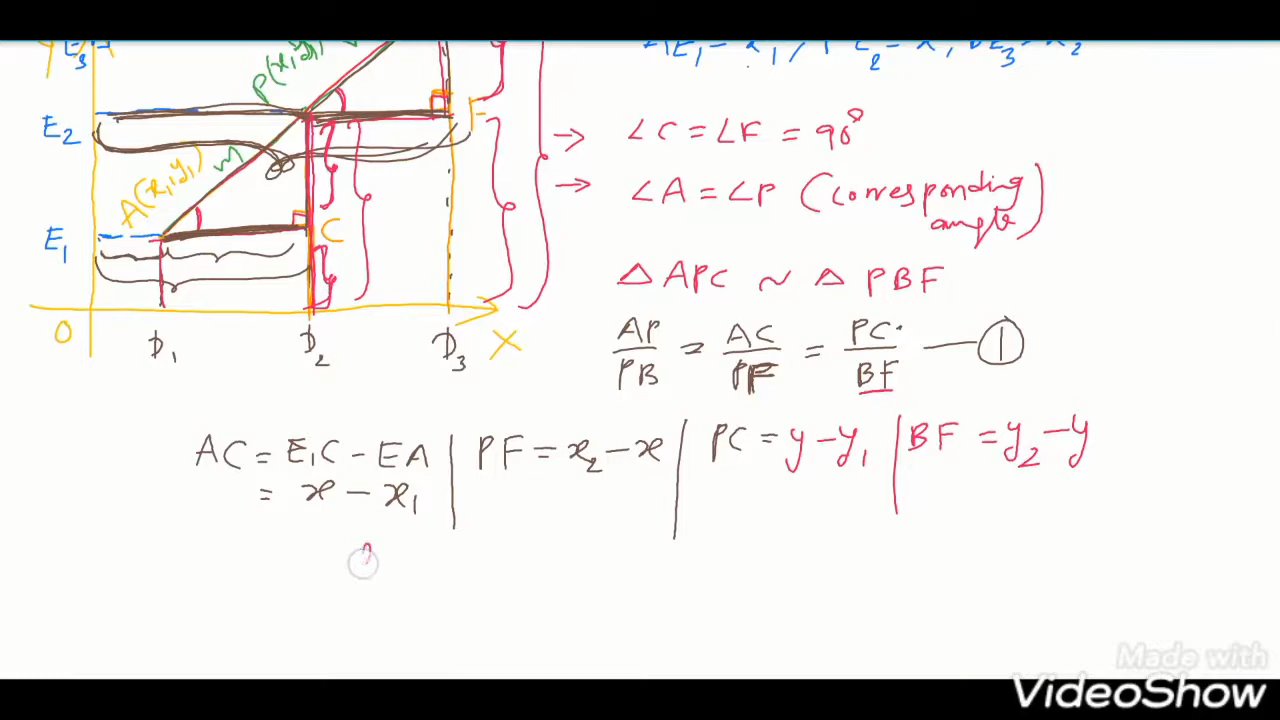 E3
P(x,y)
E2
F
∠C = ∠F = 90°
A(x1,y1)
m
→ ∠A = ∠P (Corresponding
angle)
E1
C
△ APC ~ △ PBF
O
D1
D2
D3
X
AP/PB = AC/PF = PC/BF — ①
AC = E1C - EA | PF = x2 - x | PC = y - y1 | BF = y2 - y
= x - x1
Made with
VideoShow